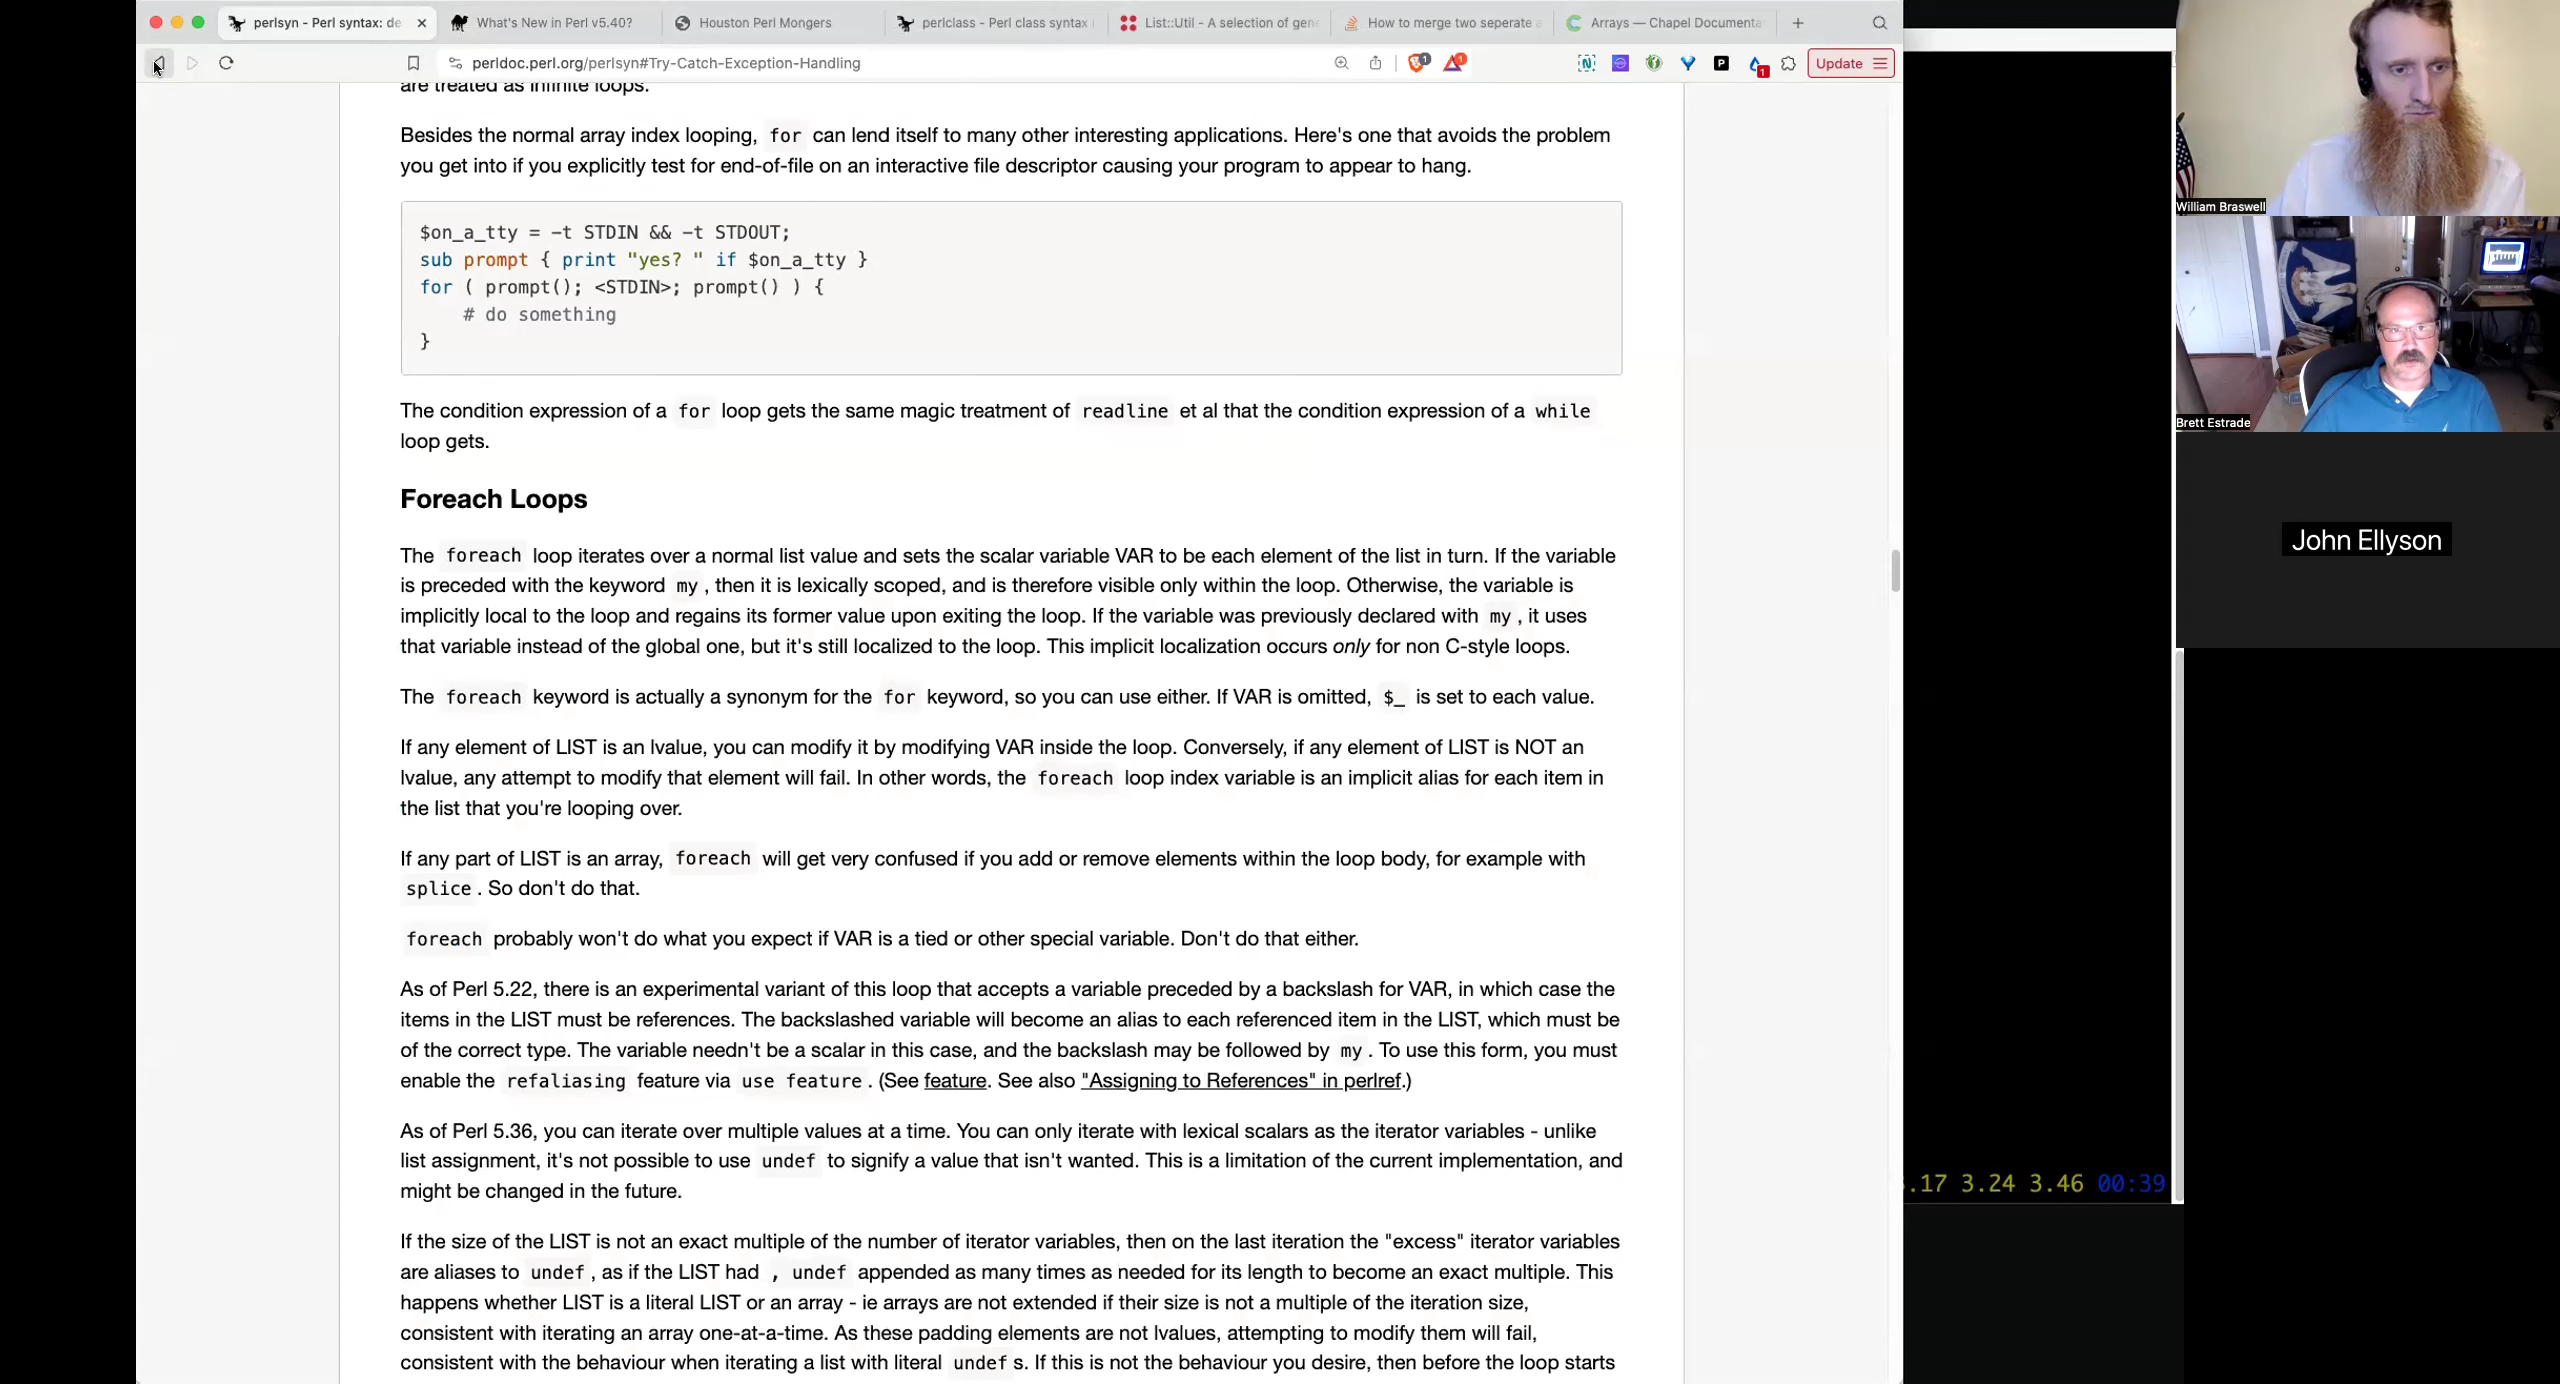 perlsyn - Perl syntax: de
What's New in Perl v5.40?
Houston Perl Mongers
perlclass - Perl class syntax
List::Util - A selection of gene
How to merge two seperate a
Arrays — Chapel Documenta
perldoc.perl.org/perlsyn#Try-Catch-Exception-Handling
1
1
1
Update
are treated as infinite loops.
Besides the normal array index looping, for can lend itself to many other interesting applications. Here's one that avoids the problem
you get into if you explicitly test for end-of-file on an interactive file descriptor causing your program to appear to hang.
$on_a_tty = -t STDIN && -t STDOUT;
sub prompt { print "yes? " if $on_a_tty }
for ( prompt(); <STDIN>; prompt() ) {
# do something
}
The condition expression of a for loop gets the same magic treatment of readline et al that the condition expression of a while
loop gets.
Foreach Loops
The foreach loop iterates over a normal list value and sets the scalar variable VAR to be each element of the list in turn. If the variable
is preceded with the keyword my , then it is lexically scoped, and is therefore visible only within the loop. Otherwise, the variable is
implicitly local to the loop and regains its former value upon exiting the loop. If the variable was previously declared with my , it uses
that variable instead of the global one, but it's still localized to the loop. This implicit localization occurs only for non C-style loops.
The foreach keyword is actually a synonym for the for keyword, so you can use either. If VAR is omitted, $_ is set to each value.
If any element of LIST is an lvalue, you can modify it by modifying VAR inside the loop. Conversely, if any element of LIST is NOT an
lvalue, any attempt to modify that element will fail. In other words, the foreach loop index variable is an implicit alias for each item in
the list that you're looping over.
If any part of LIST is an array, foreach will get very confused if you add or remove elements within the loop body, for example with
splice . So don't do that.
foreach probably won't do what you expect if VAR is a tied or other special variable. Don't do that either.
As of Perl 5.22, there is an experimental variant of this loop that accepts a variable preceded by a backslash for VAR, in which case the
items in the LIST must be references. The backslashed variable will become an alias to each referenced item in the LIST, which must be
of the correct type. The variable needn't be a scalar in this case, and the backslash may be followed by my . To use this form, you must
enable the refaliasing feature via use feature . (See feature. See also "Assigning to References" in perlref.)
As of Perl 5.36, you can iterate over multiple values at a time. You can only iterate with lexical scalars as the iterator variables - unlike
list assignment, it's not possible to use undef to signify a value that isn't wanted. This is a limitation of the current implementation, and
might be changed in the future.
If the size of the LIST is not an exact multiple of the number of iterator variables, then on the last iteration the "excess" iterator variables
are aliases to undef , as if the LIST had , undef appended as many times as needed for its length to become an exact multiple. This
happens whether LIST is a literal LIST or an array - ie arrays are not extended if their size is not a multiple of the iteration size,
consistent with iterating an array one-at-a-time. As these padding elements are not lvalues, attempting to modify them will fail,
consistent with the behaviour when iterating a list with literal undef s. If this is not the behaviour you desire, then before the loop starts
William Braswell
Brett Estrade
John Ellyson
.17 3.24 3.46 00:39